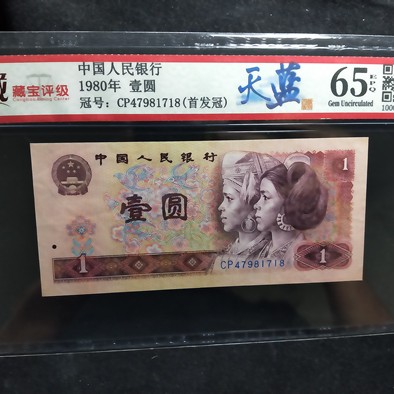 中国人民银行
1980年 壹圆
冠号：CP47981718(首发冠)
藏宝评级
天蓝
65 EPQ
Gem Uncirculated
中国人民银行
1
壹圆
1
1
CP47981718